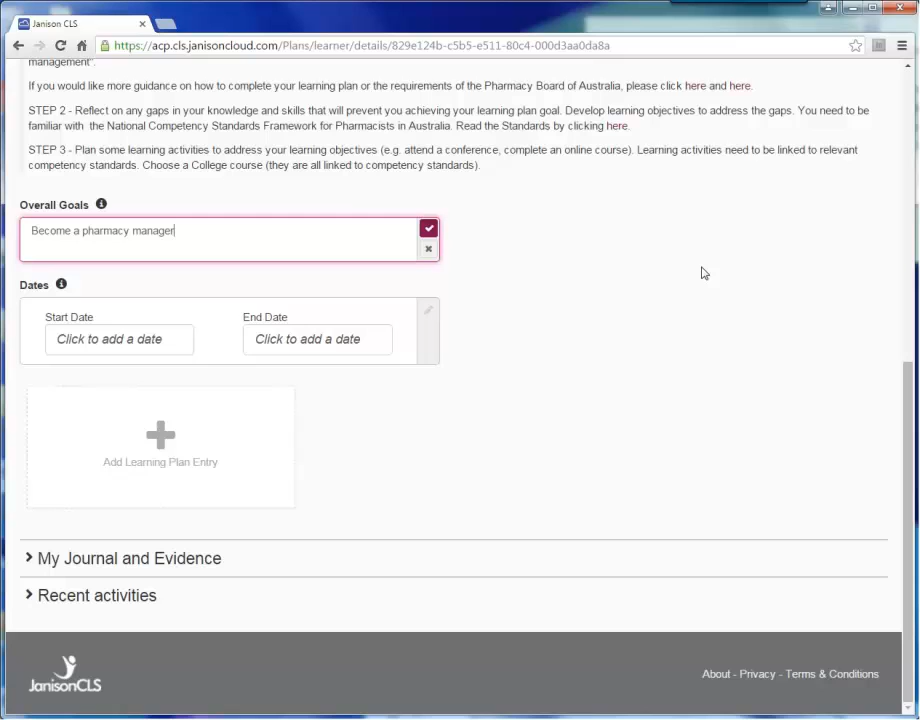 Janison CLS
https://acp.cls.janisoncloud.com/Plans/learner/details/829e124b-c5b5-e511-80c4-000d3aa0da8a
management".
If you would like more guidance on how to complete your learning plan or the requirements of the Pharmacy Board of Australia, please click here and here.
STEP 2 - Reflect on any gaps in your knowledge and skills that will prevent you achieving your learning plan goal. Develop learning objectives to address the gaps. You need to
be familiar with the National Competency Standards Framework for Pharmacists in Australia. Read the Standards by clicking here.
STEP 3 - Plan some learning activities to address your learning objectives (e.g. attend a conference, complete an online course). Learning activities need to be linked to relevant
competency standards. Choose a College course (they are all linked to competency standards).
Overall Goals
Become a pharmacy manager
Dates
Start Date End Date
Click to add a date Click to add a date
Add Learning Plan Entry
My Journal and Evidence
Recent activities
JanisonCLS
About - Privacy - Terms & Conditions